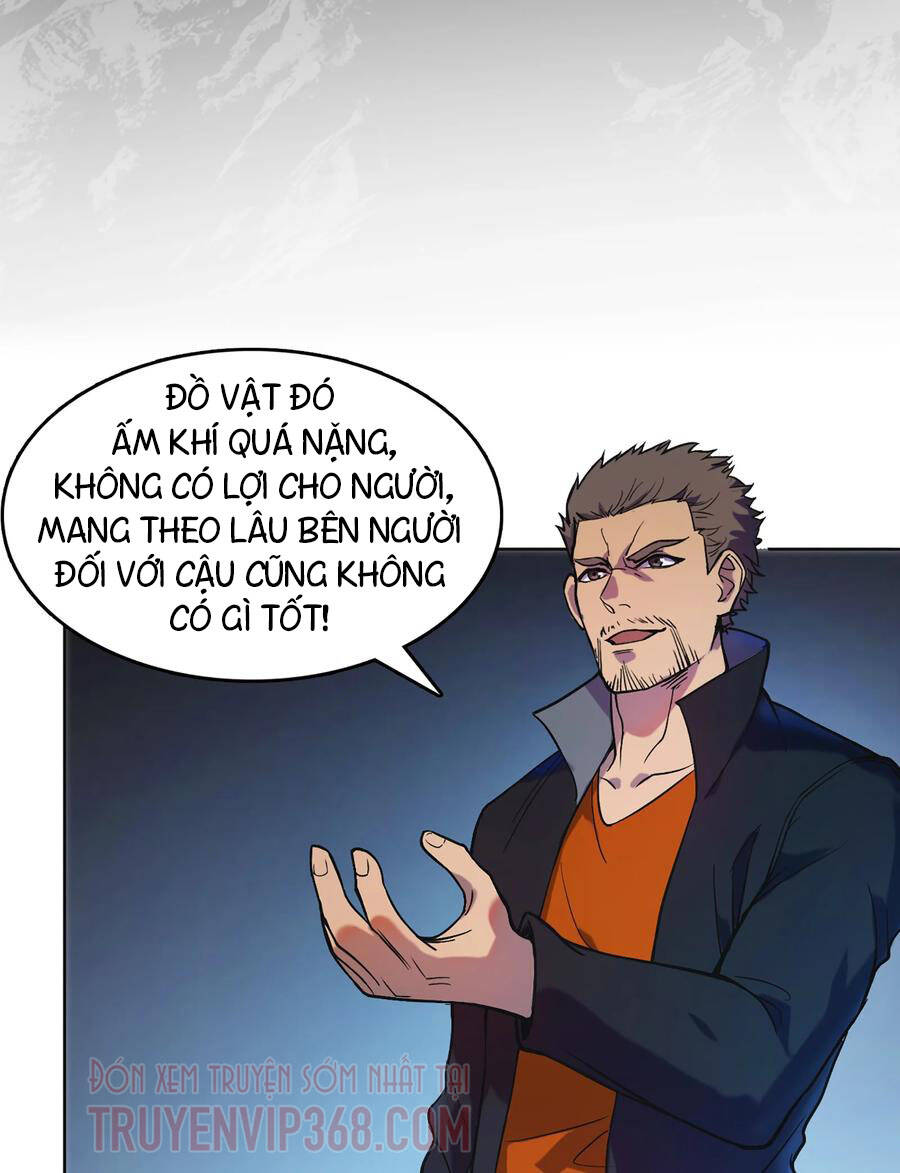 ĐỒ VẬT ĐÓ
ẤM KHÍ QUÁ NẶNG,
KHÔNG CÓ LỢI CHO NGƯỜI,
MANG THEO LÂU BÊN NGƯỜI
ĐỐI VỚI CẬU CŨNG KHÔNG
CÓ GÌ TỐT!
ĐÓN XEM TRUYỆN SỚM NHẤT TẠI
TRUYENVIP368.COM